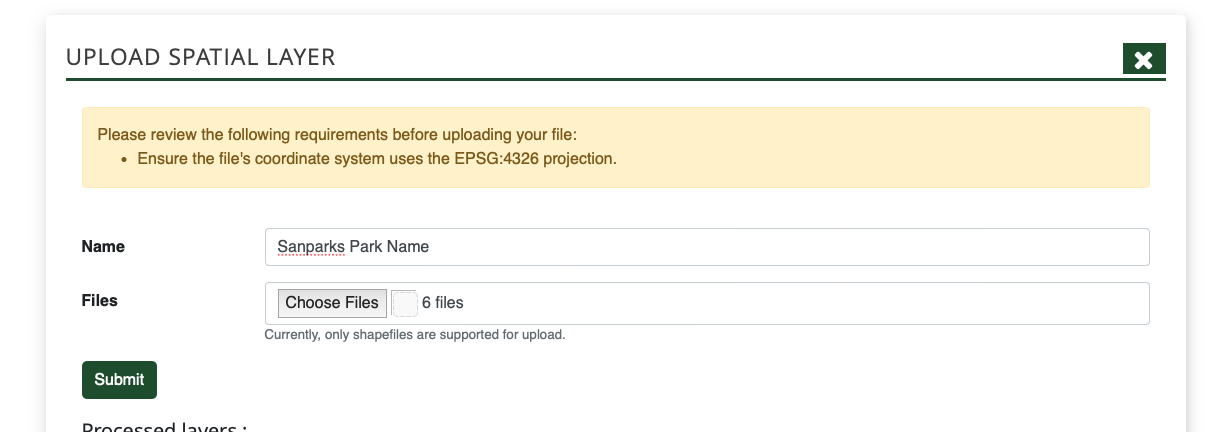 UPLOAD SPATIAL LAYER
Please review the following requirements before uploading your file:
• Ensure the file's coordinate system uses the EPSG:4326 projection.
Name
Sanparks Park Name
Files
Choose Files 6 files
Currently, only shapefiles are supported for upload.
Submit
Processed layers :